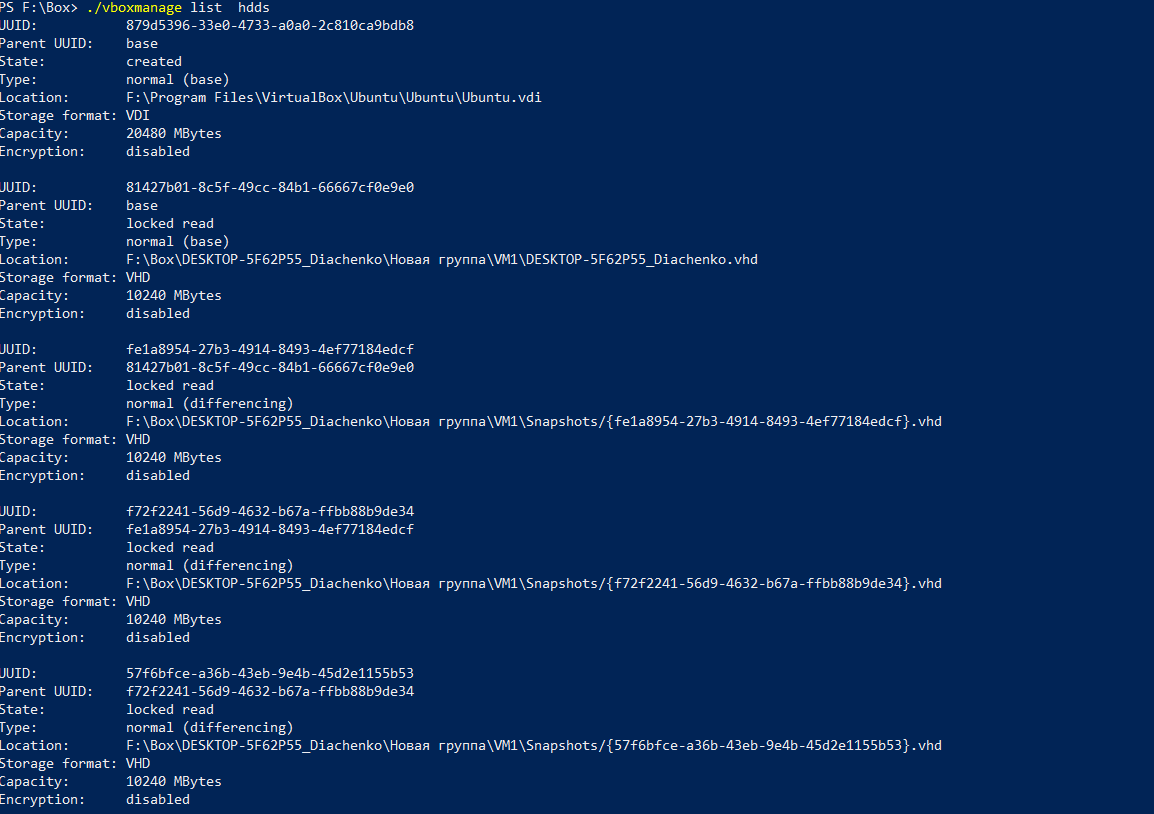 PS F:\Box> ./vboxmanage list  hdds
UUID:           879d5396-33e0-4733-a0a0-2c810ca9bdb8
Parent UUID:    base
State:          created
Type:           normal (base)
Location:       F:\Program Files\VirtualBox\Ubuntu\Ubuntu\Ubuntu.vdi
Storage format: VDI
Capacity:       20480 MBytes
Encryption:     disabled

UUID:           81427b01-8c5f-49cc-84b1-66667cf0e9e0
Parent UUID:    base
State:          locked read
Type:           normal (base)
Location:       F:\Box\DESKTOP-5F62P55_Diachenko\Новая группа\VM1\DESKTOP-5F62P55_Diachenko.vhd
Storage format: VHD
Capacity:       10240 MBytes
Encryption:     disabled

UUID:           fe1a8954-27b3-4914-8493-4ef77184edcf
Parent UUID:    81427b01-8c5f-49cc-84b1-66667cf0e9e0
State:          locked read
Type:           normal (differencing)
Location:       F:\Box\DESKTOP-5F62P55_Diachenko\Новая группа\VM1\Snapshots/{fe1a8954-27b3-4914-8493-4ef77184edcf}.vhd
Storage format: VHD
Capacity:       10240 MBytes
Encryption:     disabled

UUID:           f72f2241-56d9-4632-b67a-ffbb88b9de34
Parent UUID:    fe1a8954-27b3-4914-8493-4ef77184edcf
State:          locked read
Type:           normal (differencing)
Location:       F:\Box\DESKTOP-5F62P55_Diachenko\Новая группа\VM1\Snapshots/{f72f2241-56d9-4632-b67a-ffbb88b9de34}.vhd
Storage format: VHD
Capacity:       10240 MBytes
Encryption:     disabled

UUID:           57f6bfce-a36b-43eb-9e4b-45d2e1155b53
Parent UUID:    f72f2241-56d9-4632-b67a-ffbb88b9de34
State:          locked read
Type:           normal (differencing)
Location:       F:\Box\DESKTOP-5F62P55_Diachenko\Новая группа\VM1\Snapshots/{57f6bfce-a36b-43eb-9e4b-45d2e1155b53}.vhd
Storage format: VHD
Capacity:       10240 MBytes
Encryption:     disabled